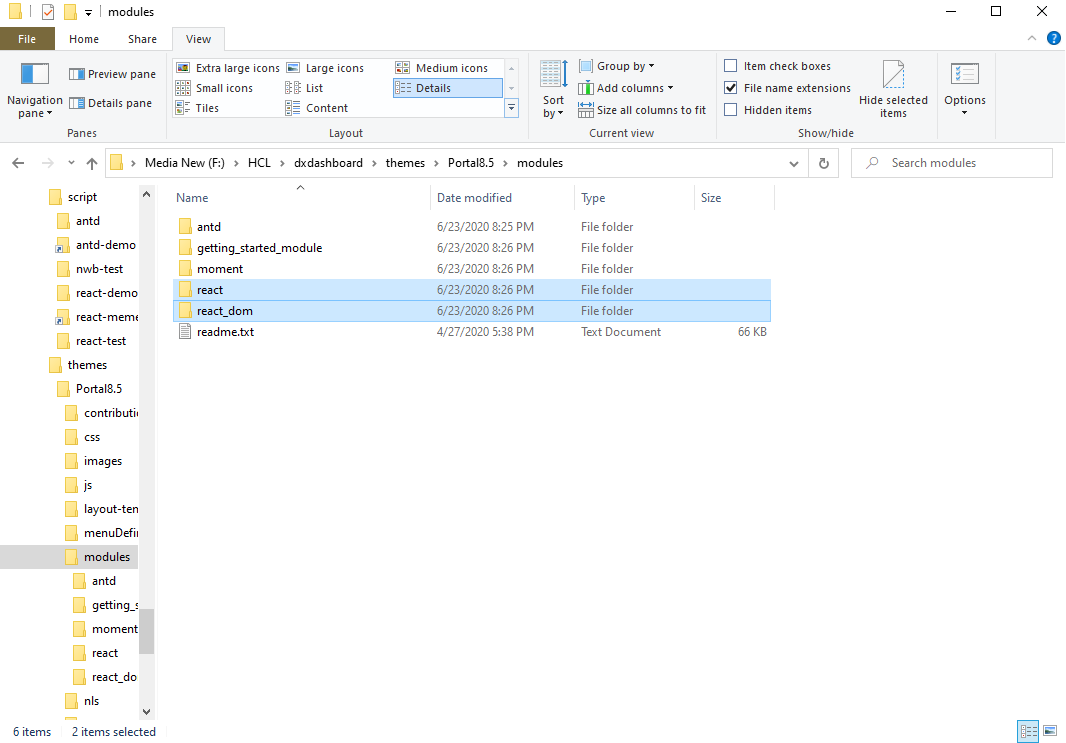 modules
File Home Share View
Navigation pane
Preview pane
Details pane
Panes
Extra large icons Large icons Medium icons
Small icons List Details
Tiles Content
Layout
Sort by
Group by
Add columns
Size all columns to fit
Current view
Item check boxes
File name extensions
Hidden items
Hide selected items
Show/hide
Options
Media New (F:) HCL dxdashboard themes Portal8.5 modules
Search modules
script
antd
antd-demo
nwb-test
react-demo
react-meme
react-test
themes
Portal8.5
contributi
css
images
js
layout-ten
menuDefin
modules
antd
getting_s
moment
react
react_do
nls
Name Date modified Type Size
antd 6/23/2020 8:25 PM File folder
getting_started_module 6/23/2020 8:26 PM File folder
moment 6/23/2020 8:26 PM File folder
react 6/23/2020 8:26 PM File folder
react_dom 6/23/2020 8:26 PM File folder
readme.txt 4/27/2020 5:38 PM Text Document 66 KB
6 items 2 items selected